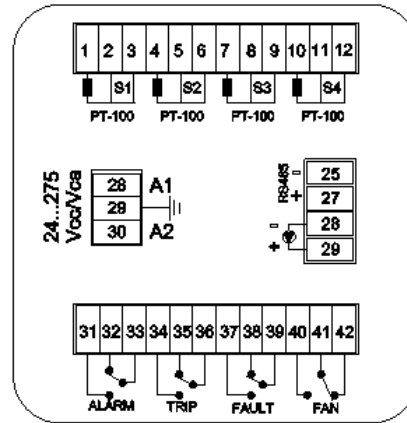 1 2 3 4 5 6 7 8 9 10 11 12
S1 S2 S3 S4
PT-100 PT-100 PT-100 PT-100
24...275
Vcc/Vca
28 A1
29
30 A2
RS485
- 25
+ 27
- 28
+ 29
31 32 33 34 35 36 37 38 39 40 41 42
ALARM TRIP FAULT FAN